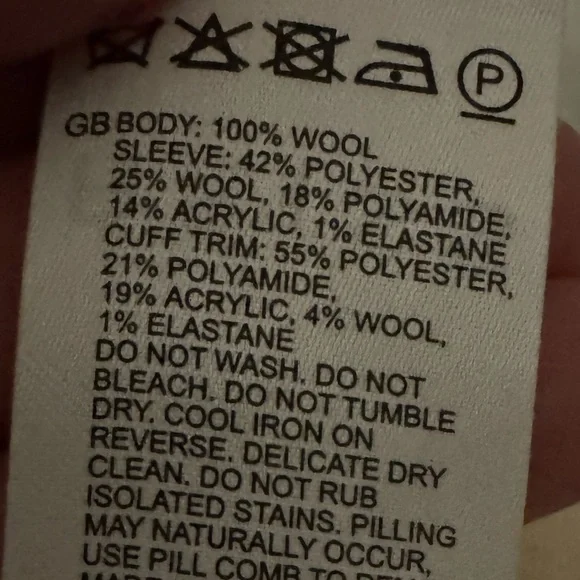 P
GB BODY: 100% WOOL
SLEEVE: 42% POLYESTER,
25% WOOL, 18% POLYAMIDE,
14% ACRYLIC, 1% ELASTANE
CUFF TRIM: 55% POLYESTER,
21% POLYAMIDE,
19% ACRYLIC, 4% WOOL,
1% ELASTANE
DO NOT WASH. DO NOT
BLEACH. DO NOT TUMBLE
DRY. COOL IRON ON
REVERSE. DELICATE DRY
CLEAN. DO NOT RUB
ISOLATED STAINS. PILLING
MAY NATURALLY OCCUR,
USE PILL COMB TO